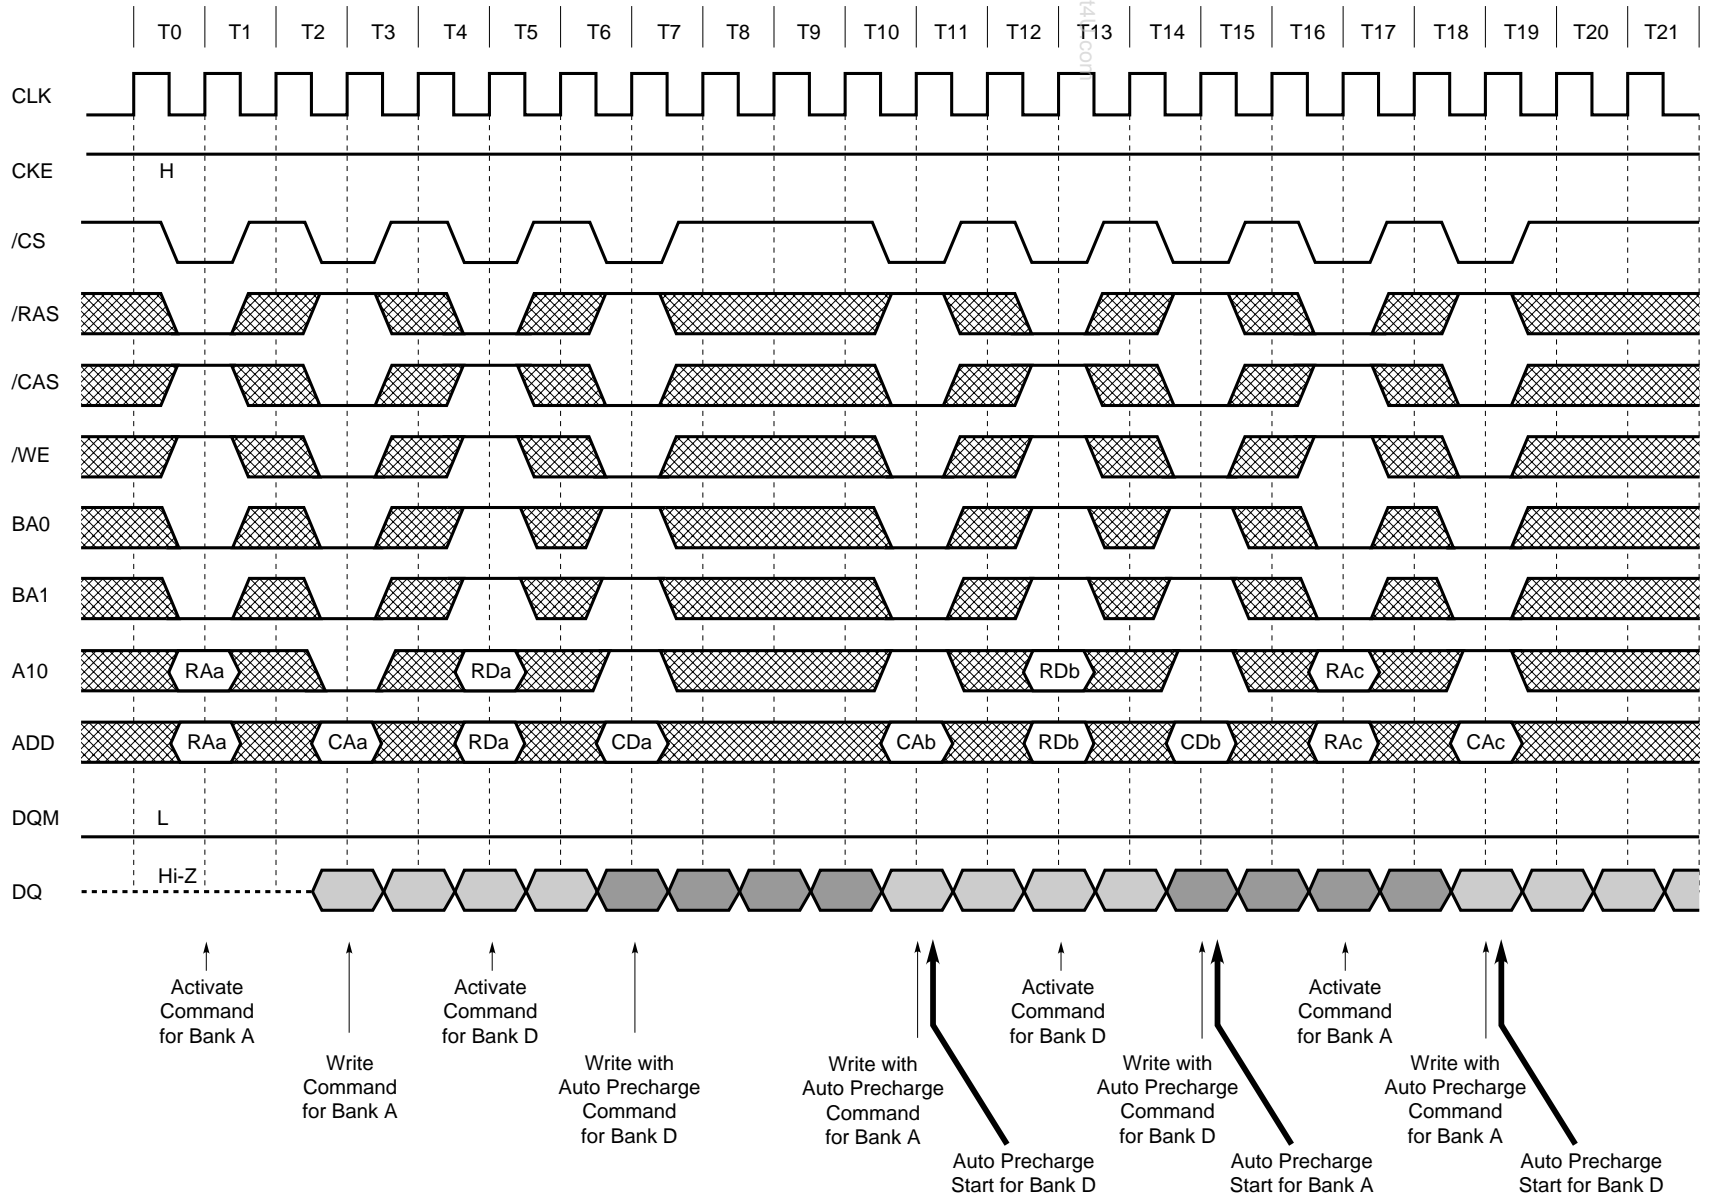 T0 T1 T2 T3 T4 T5 T6 T7 T8 T9 T10 T11 T12 T13 T14 T15 T16 T17 T18 T19 T20 T21
CLK
CKE H
/CS
/RAS
/CAS
/WE
BA0
BA1
A10 RAa RDa RDb RAc
ADD RAa CAa RDa CDa CAb RDb CDb RAc CAc
DQM L
DQ Hi-Z
Activate
Command
for Bank A
Write
Command
for Bank A
Activate
Command
for Bank D
Write with
Auto Precharge
Command
for Bank D
Write with
Auto Precharge
Command
for Bank A
Auto Precharge
Start for Bank D
Activate
Command
for Bank D
Write with
Auto Precharge
Command
for Bank D
Auto Precharge
Start for Bank A
Activate
Command
for Bank A
Write with
Auto Precharge
Command
for Bank A
Auto Precharge
Start for Bank D